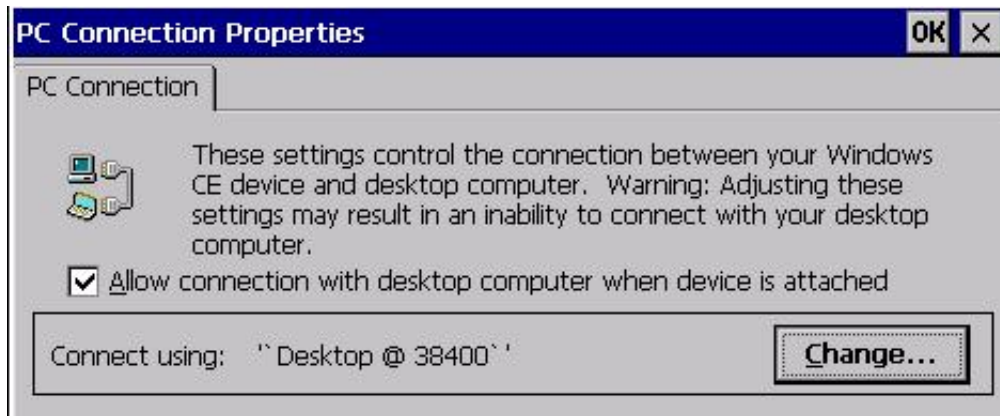 PC Connection Properties OK ×
PC Connection
These settings control the connection between your Windows
CE device and desktop computer. Warning: Adjusting these
settings may result in an inability to connect with your desktop
computer.
Allow connection with desktop computer when device is attached
Connect using: '`Desktop @ 38400`' Change...